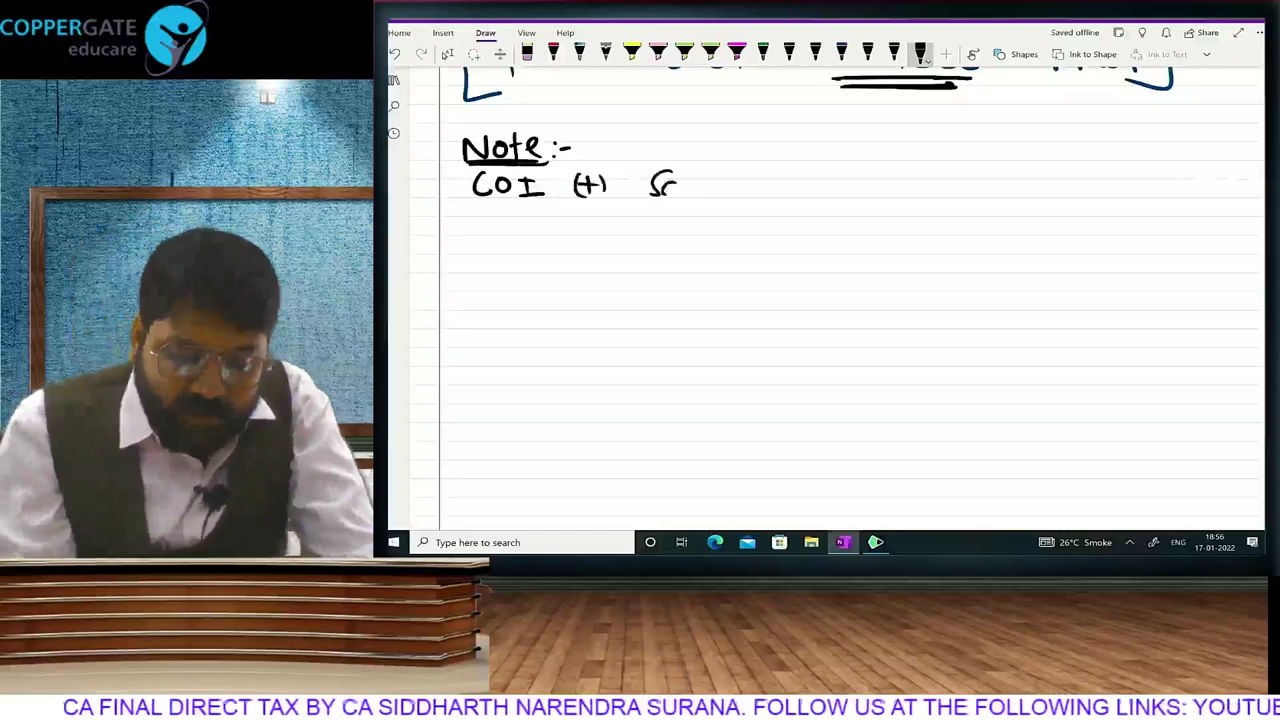 COPPERGATE
educare
Home Insert Draw View Help
Saved offline
Share
Shapes
Ink to Shape
Ink to Text
Note :-
COI (+)
Type here to search
26°C Smoke
ENG
18:56
17-01-2022
CA FINAL DIRECT TAX BY CA SIDDHARTH NARENDRA SURANA. FOLLOW US AT THE FOLLOWING LINKS: YOUTUBE